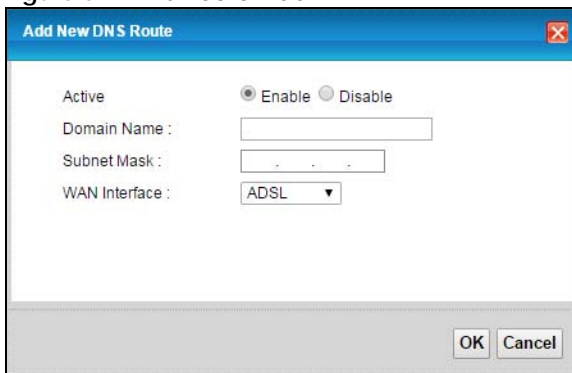 Add New DNS Route
Active Enable Disable
Domain Name :
Subnet Mask : . . .
WAN Interface : ADSL
OK Cancel